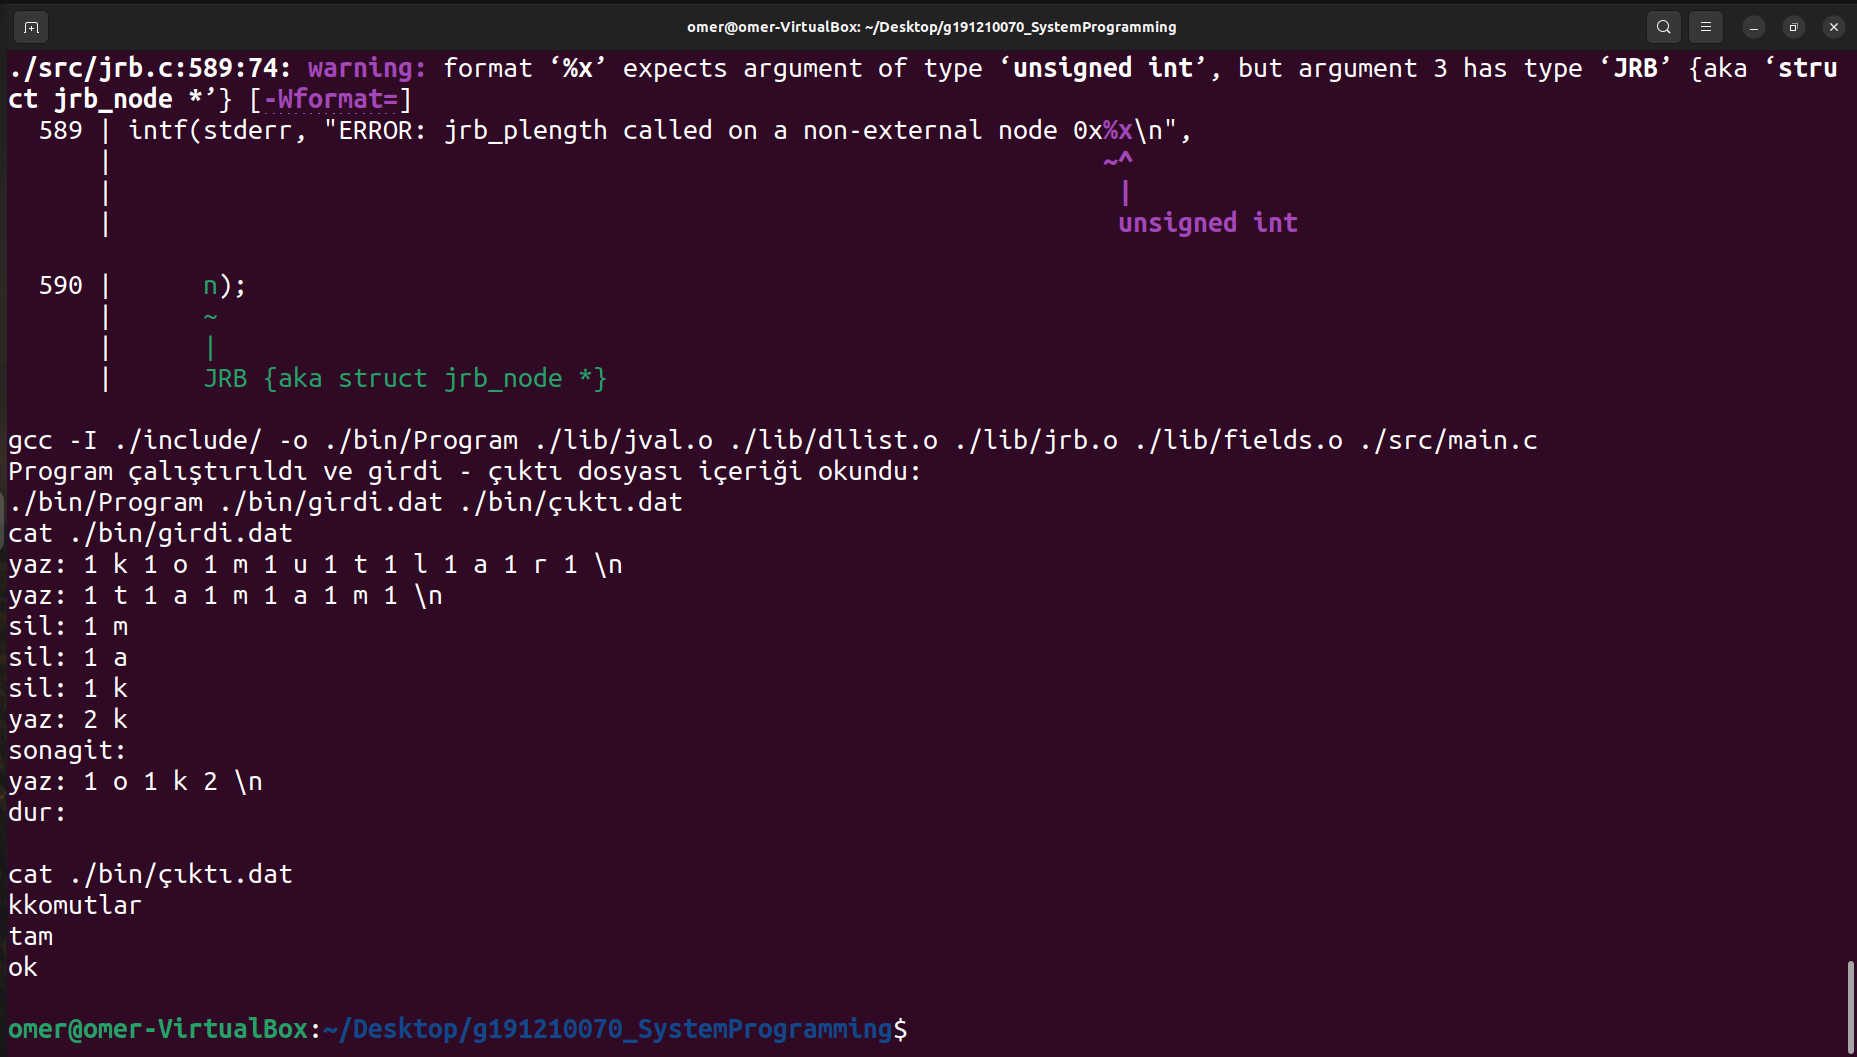 omer@omer-VirtualBox: ~/Desktop/g191210070_SystemProgramming
./src/jrb.c:589:74: warning: format ‘%x’ expects argument of type ‘unsigned int’, but argument 3 has type ‘JRB’ {aka ‘stru
ct jrb_node *’} [-Wformat=]
  589 | intf(stderr, "ERROR: jrb_plength called on a non-external node 0x%x\n",
      |                                                                  ~^
      |                                                                   |
      |                                                                   unsigned int
  590 |      n);
      |      ~
      |      |
      |      JRB {aka struct jrb_node *}
gcc -I ./include/ -o ./bin/Program ./lib/jval.o ./lib/dllist.o ./lib/jrb.o ./lib/fields.o ./src/main.c
Program çalıştırıldı ve girdi - çıktı dosyası içeriği okundu:
./bin/Program ./bin/girdi.dat ./bin/çıktı.dat
cat ./bin/girdi.dat
yaz: 1 k 1 o 1 m 1 u 1 t 1 l 1 a 1 r 1 \n
yaz: 1 t 1 a 1 m 1 a 1 m 1 \n
sil: 1 m
sil: 1 a
sil: 1 k
yaz: 2 k
sonagit:
yaz: 1 o 1 k 2 \n
dur:
cat ./bin/çıktı.dat
kkomutlar
tam
ok
omer@omer-VirtualBox:~/Desktop/g191210070_SystemProgramming$